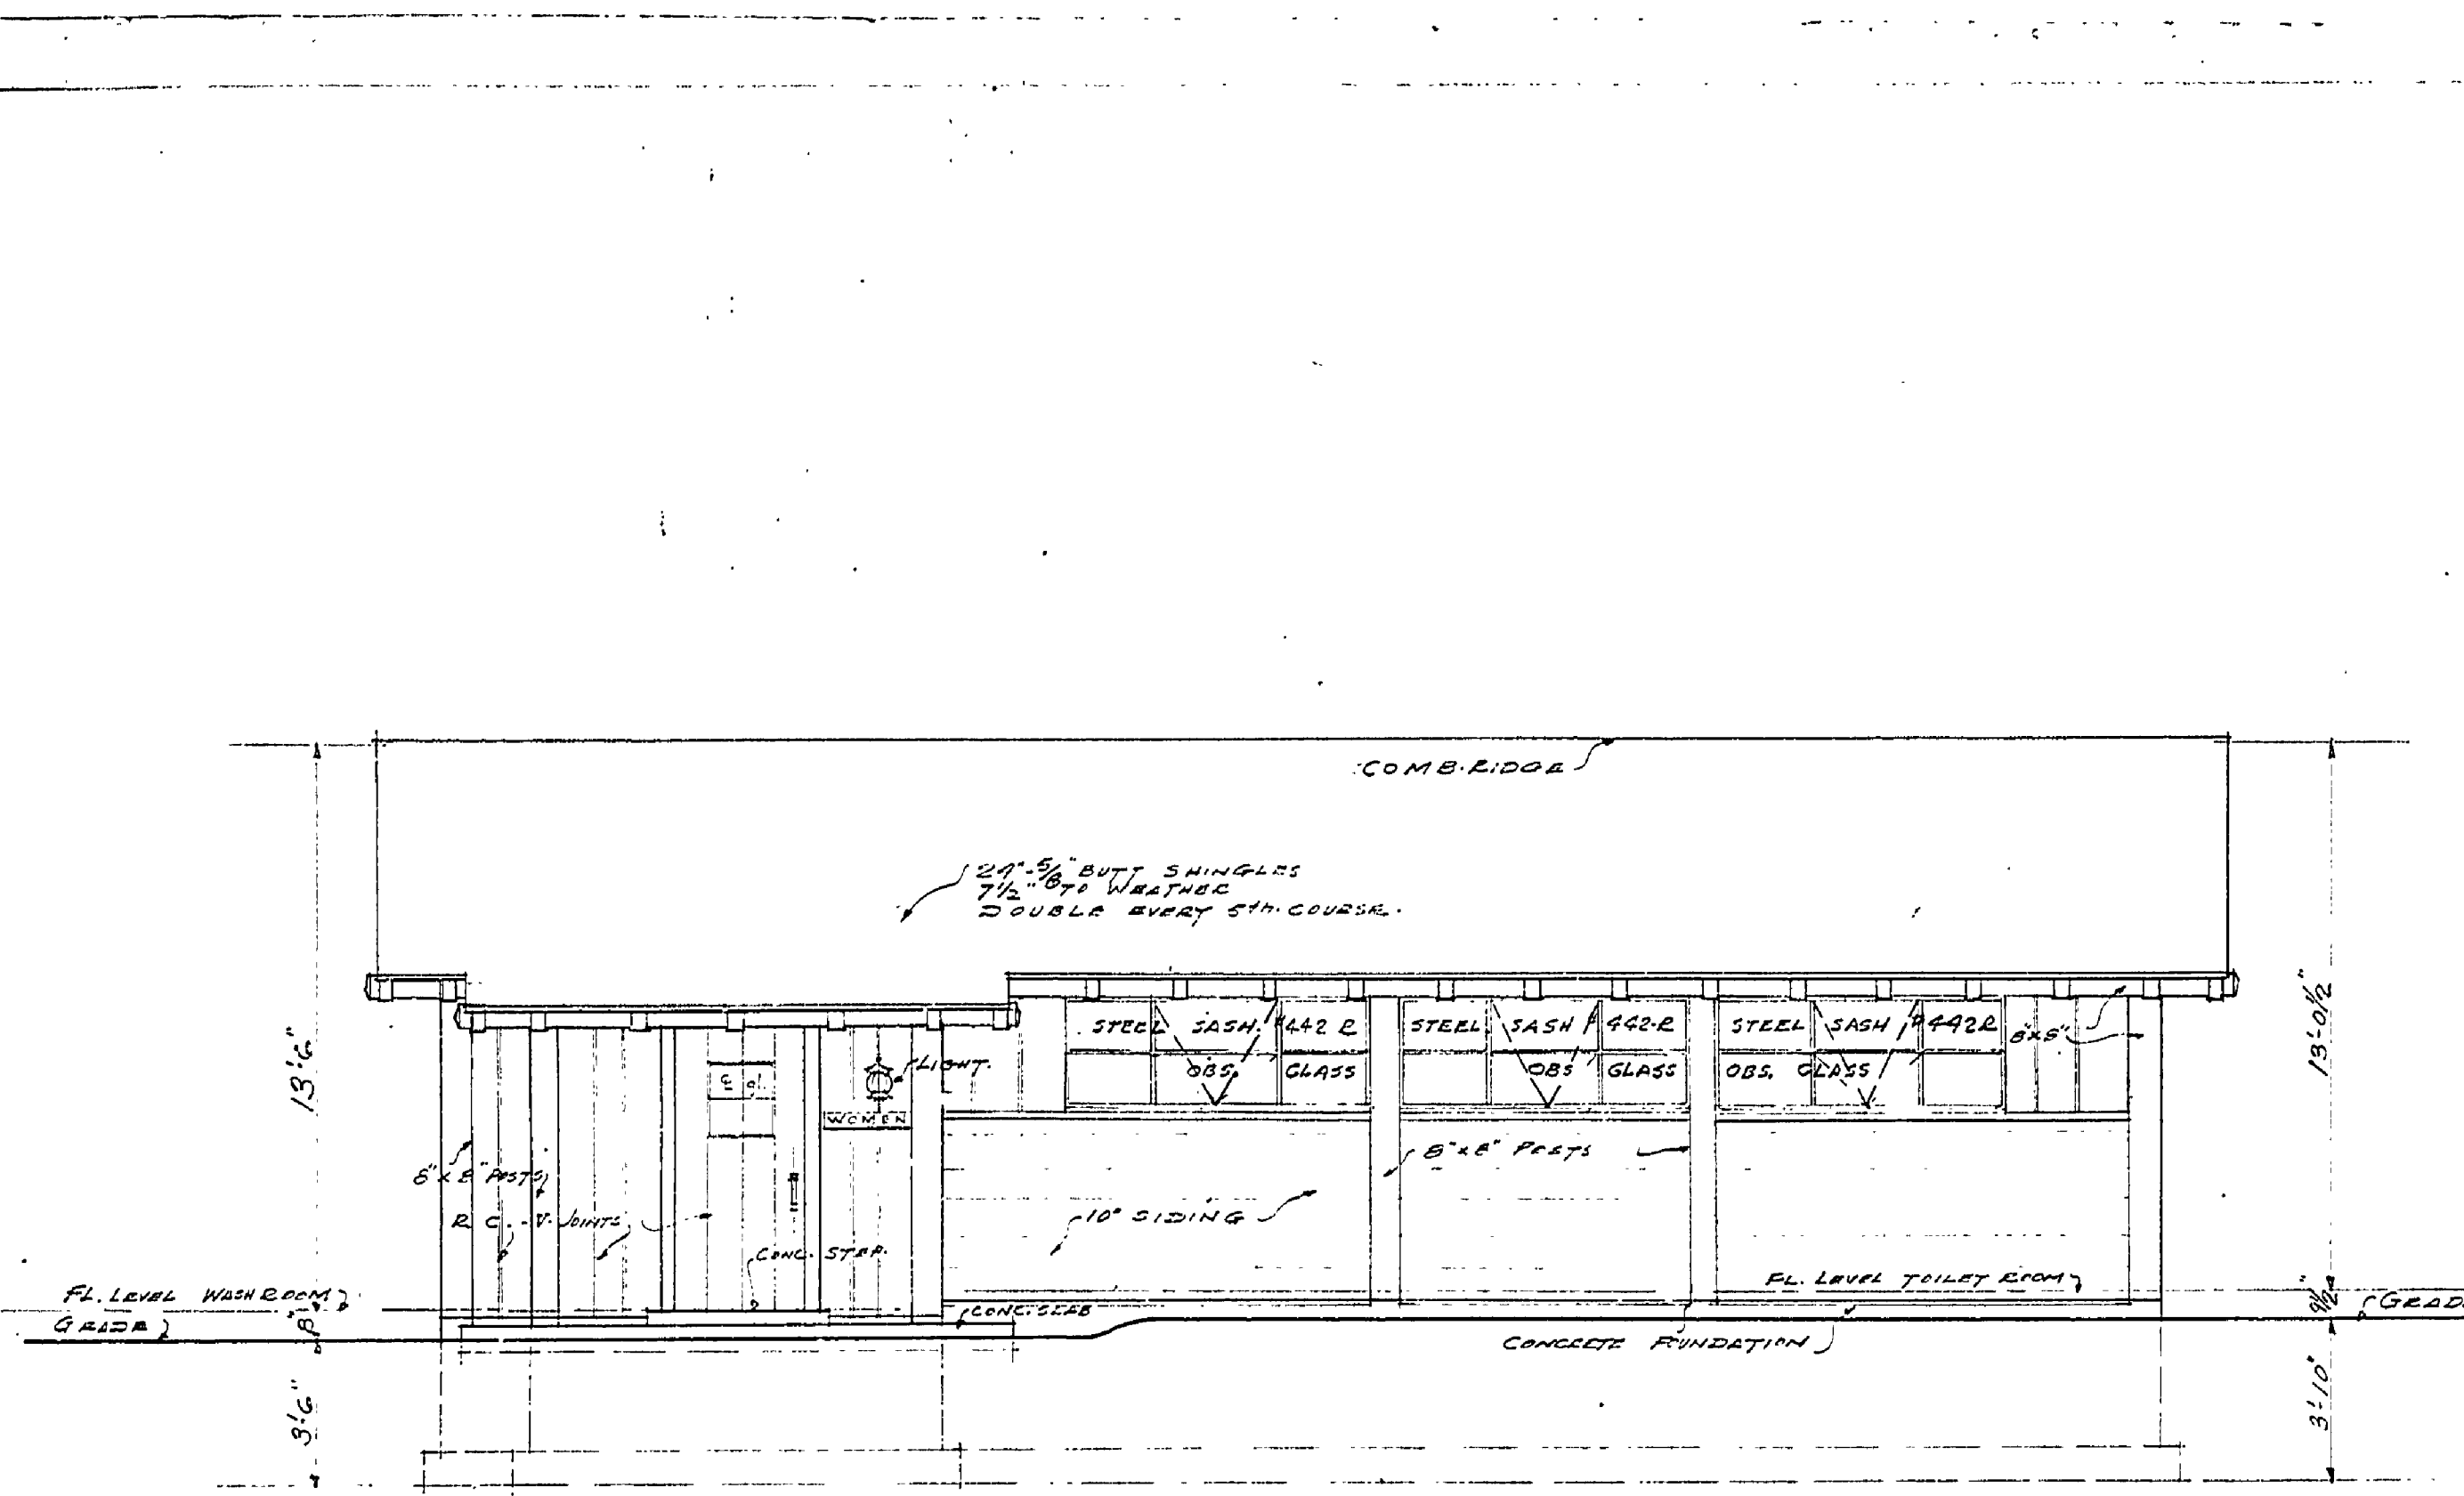 COMB. RIDGE
24"-5/8" BUTT SHINGLES
7½" TO WEATHER
DOUBLE EVERY 5th. COURSE.
13'-6"
13'-0½"
STEEL SASH. #442 R
OBS. GLASS
STEEL SASH #442-R
OBS GLASS
STEEL SASH #442R
OBS. GLASS
8"x8"
LIGHT.
WOMEN
8"x8" POSTS
8"x8" POSTS
R.C.-V-JOINTS
10" SIDING
CONC. STEP.
FL. LEVEL WASH ROOM
FL. LEVEL TOILET ROOM
GRADE
8"
CONC. SLAB
9½"
GRAD
CONCRETE FOUNDATION
3'-6"
3'-10"